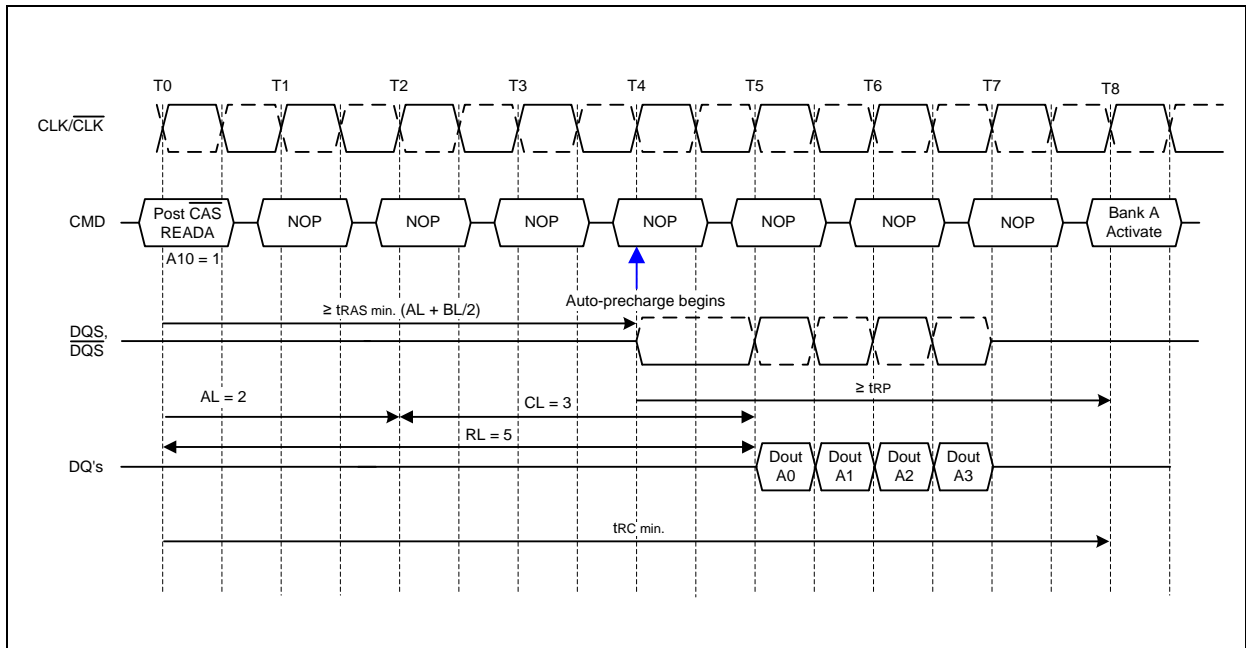 T0 T1 T2 T3 T4 T5 T6 T7 T8
CLK/CLK
CMD
Post CAS
READA
NOP NOP NOP NOP NOP NOP NOP
Bank A
Activate
A10 = 1
Auto-precharge begins
≥ tRAS min. (AL + BL/2)
DQS,
DQS
≥ tRP
AL = 2
CL = 3
RL = 5
DQ's
Dout
A0
Dout
A1
Dout
A2
Dout
A3
tRC min.